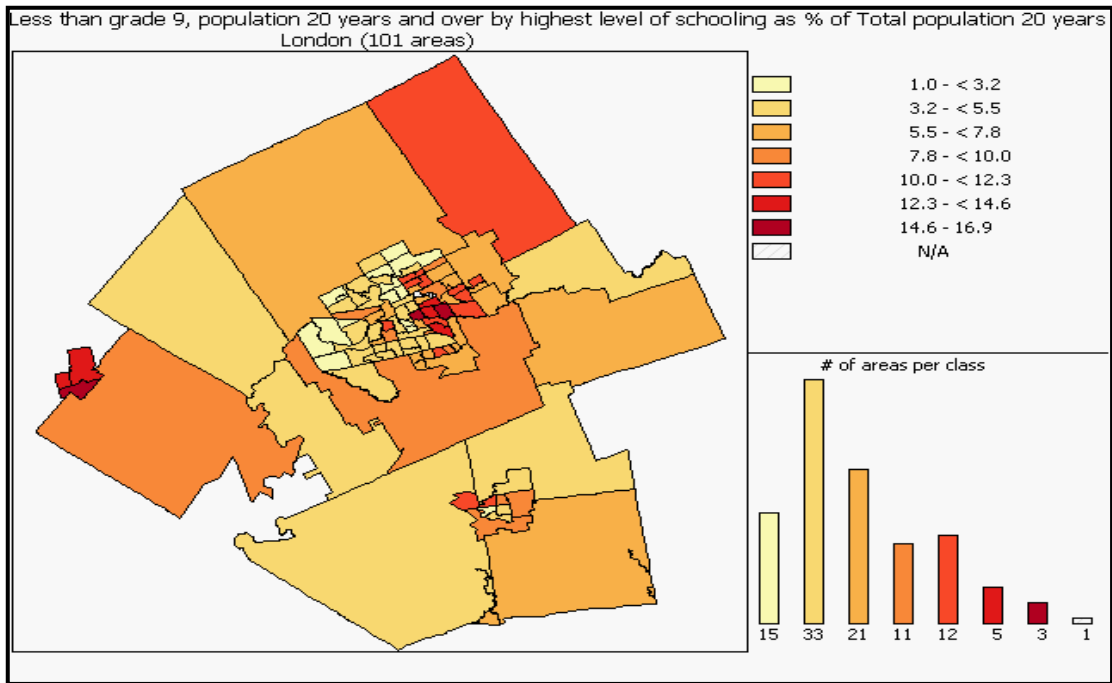 Less than grade 9, population 20 years and over by highest level of schooling as % of Total population 20 years
London (101 areas)
1.0 - < 3.2
3.2 - < 5.5
5.5 - < 7.8
7.8 - < 10.0
10.0 - < 12.3
12.3 - < 14.6
14.6 - 16.9
N/A
# of areas per class
15 33 21 11 12 5 3 1